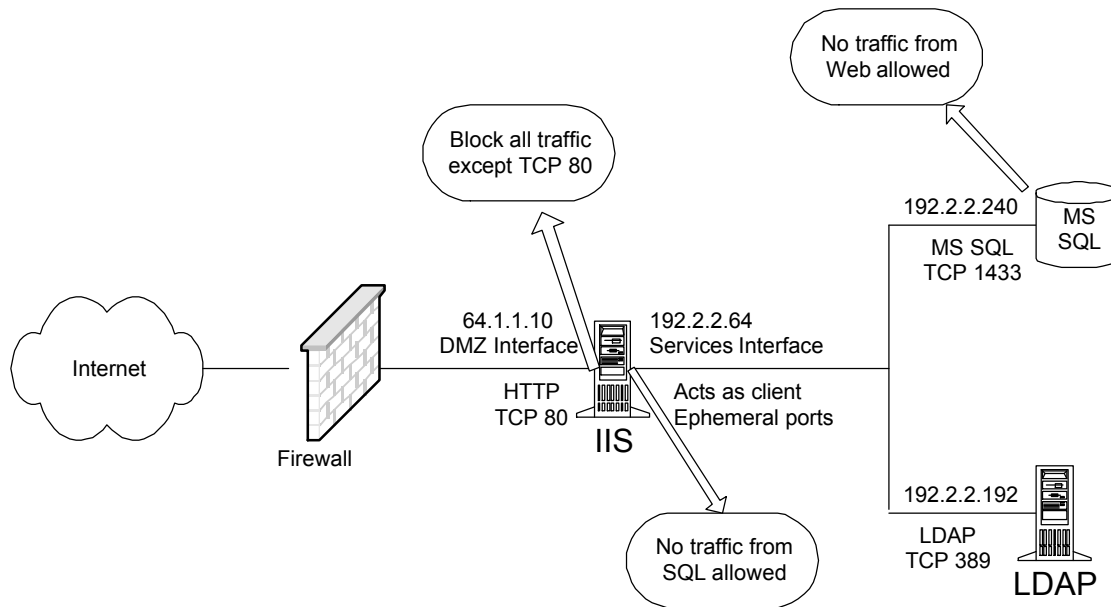 No traffic from
Web allowed
Block all traffic
except TCP 80
192.2.2.240
MS SQL
TCP 1433
MS
SQL
Internet
Firewall
64.1.1.10
DMZ Interface
HTTP
TCP 80
IIS
192.2.2.64
Services Interface
Acts as client
Ephemeral ports
No traffic from
SQL allowed
192.2.2.192
LDAP
TCP 389
LDAP